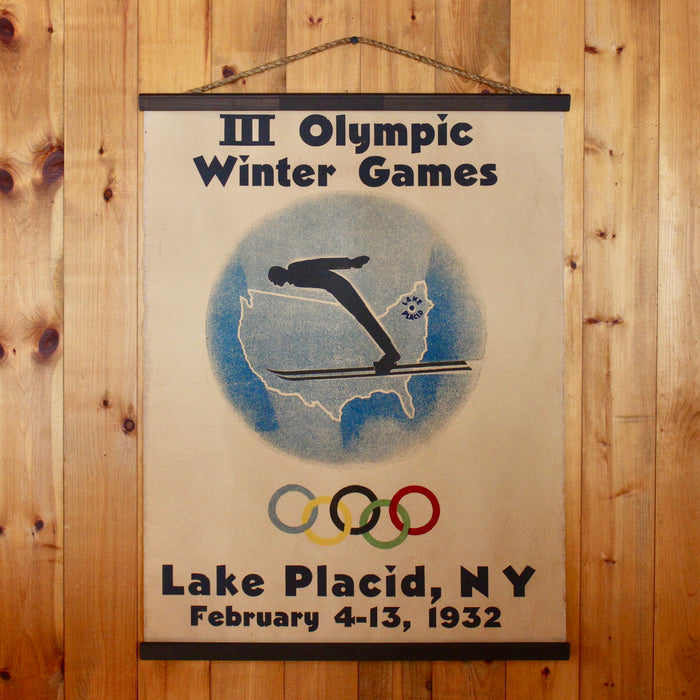 III Olympic
Winter Games
LAKE
PLACID
Lake Placid, N Y
February 4-13, 1932